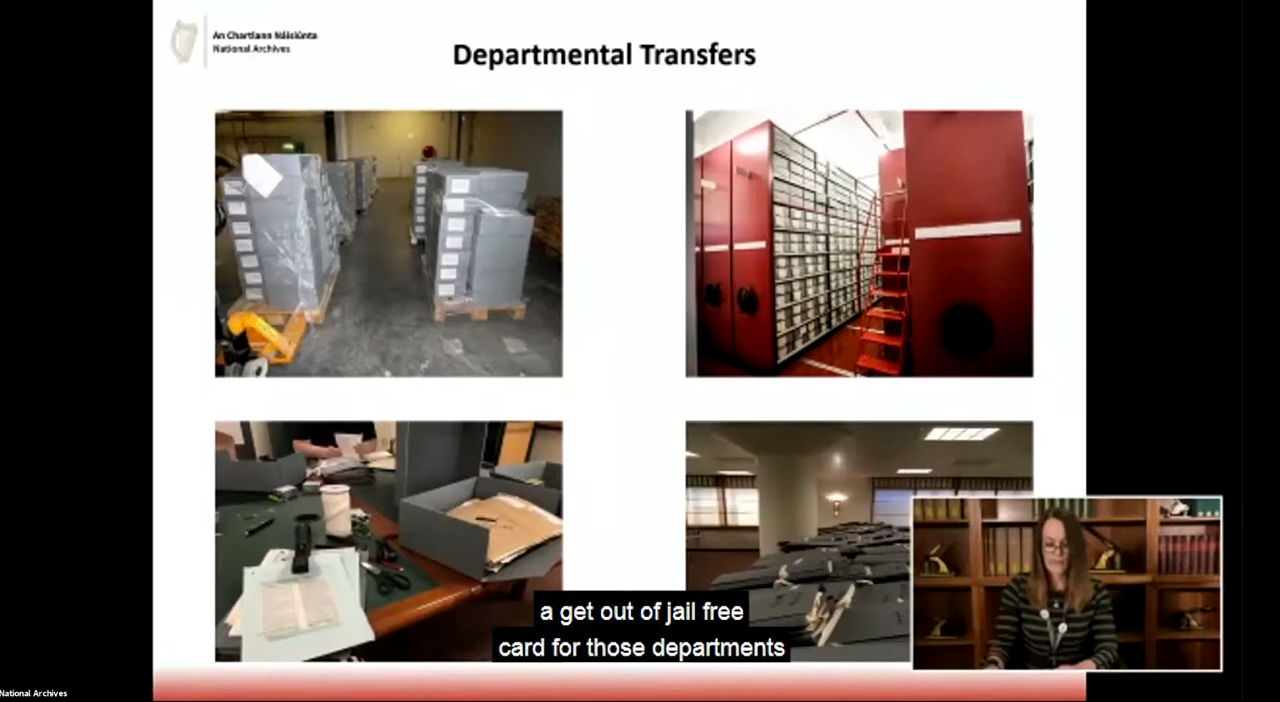 An Chartlann Náisiúnta
National Archives
Departmental Transfers
a get out of jail free
card for those departments
National Archives